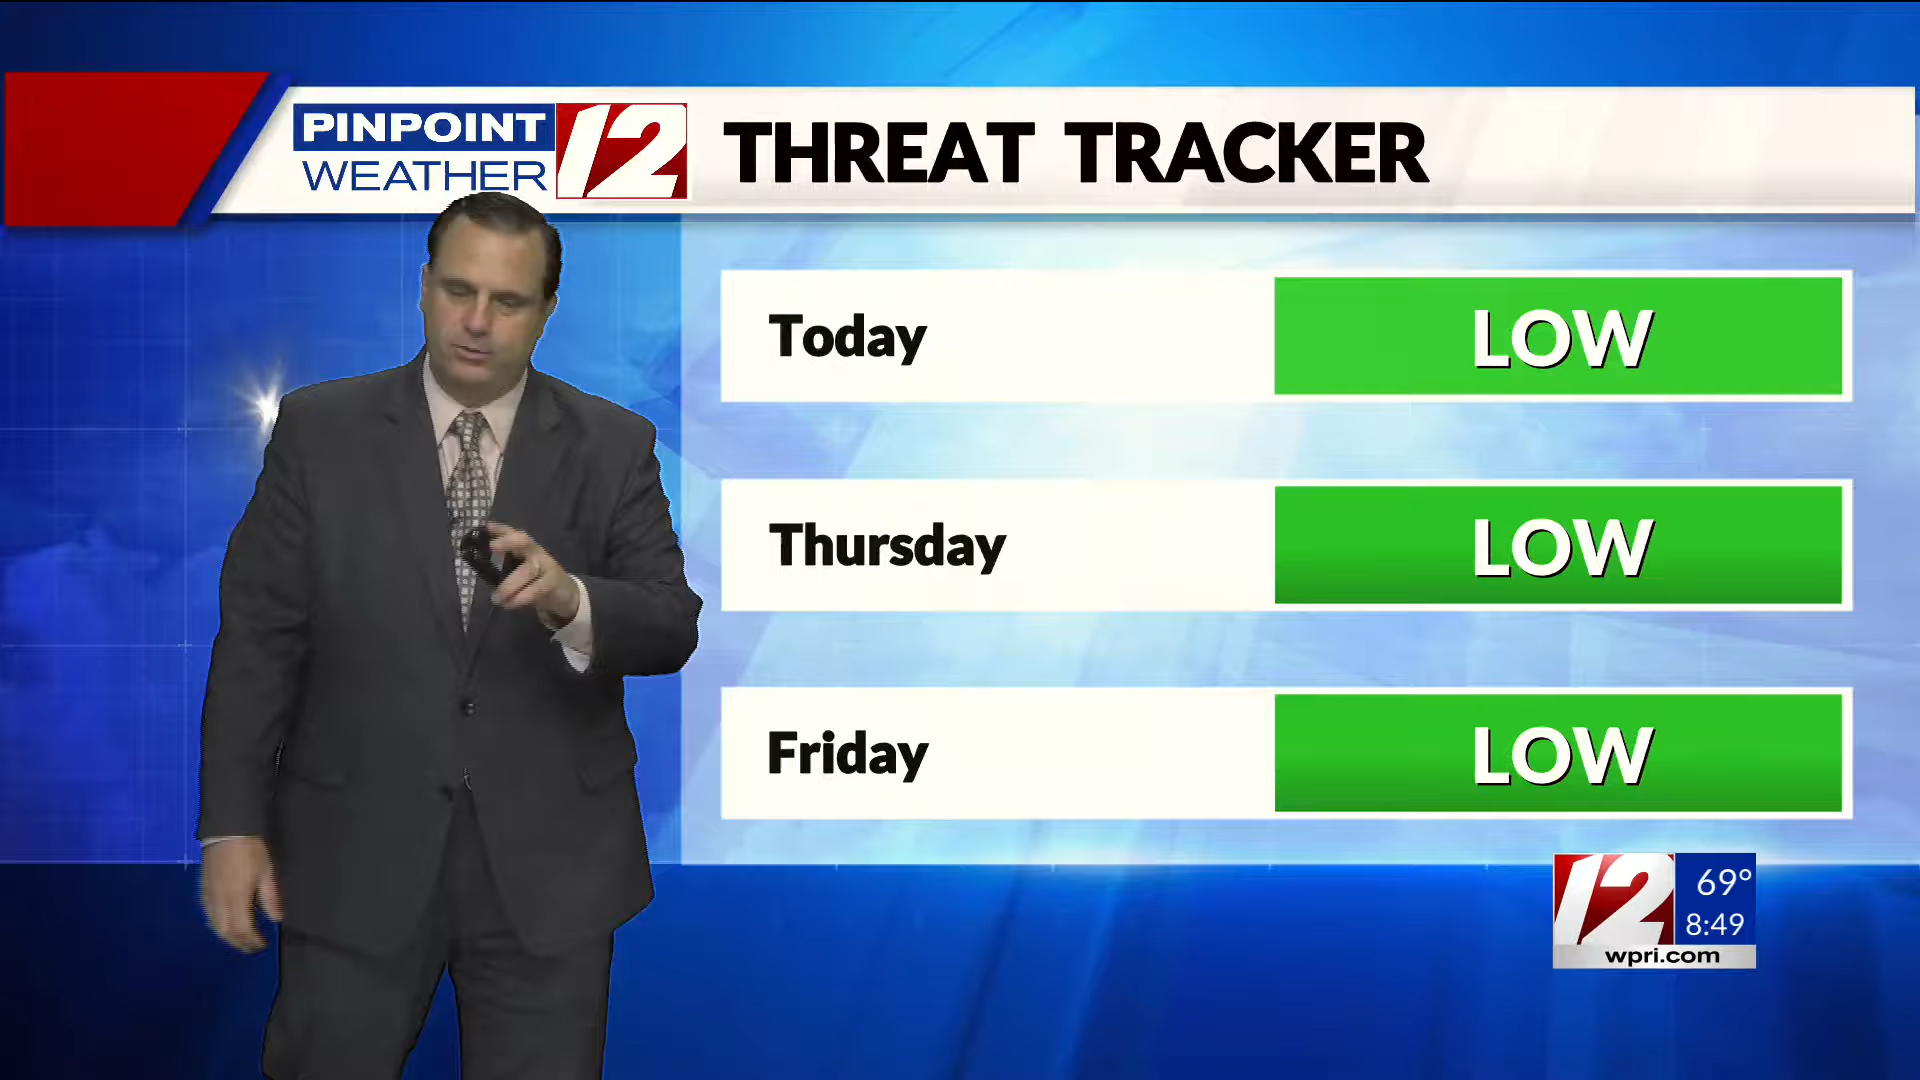 PINPOINT
WEATHER
12
THREAT TRACKER
Today
LOW
Thursday
LOW
Friday
LOW
12
69°
8:49
wpri.com